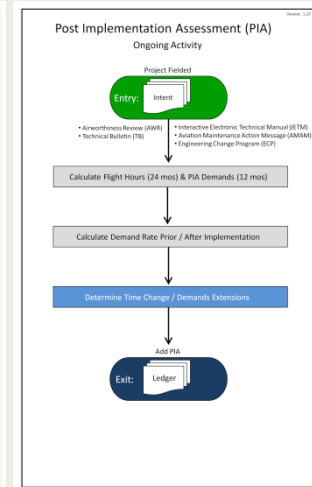 Version: 1.2F
Post Implementation Assessment (PIA)
Ongoing Activity
Project Fielded
Entry:
Intent
• Airworthiness Review (AWR)
• Technical Bulletin (TB)
• Interactive Electronic Technical Manual (IETM)
• Aviation Maintenance Action Message (AMAM)
• Engineering Change Program (ECP)
Calculate Flight Hours (24 mos) & PIA Demands (12 mos)
Calculate Demand Rate Prior / After Implementation
Determine Time Change / Demands Extensions
Add PIA
Exit:
Ledger